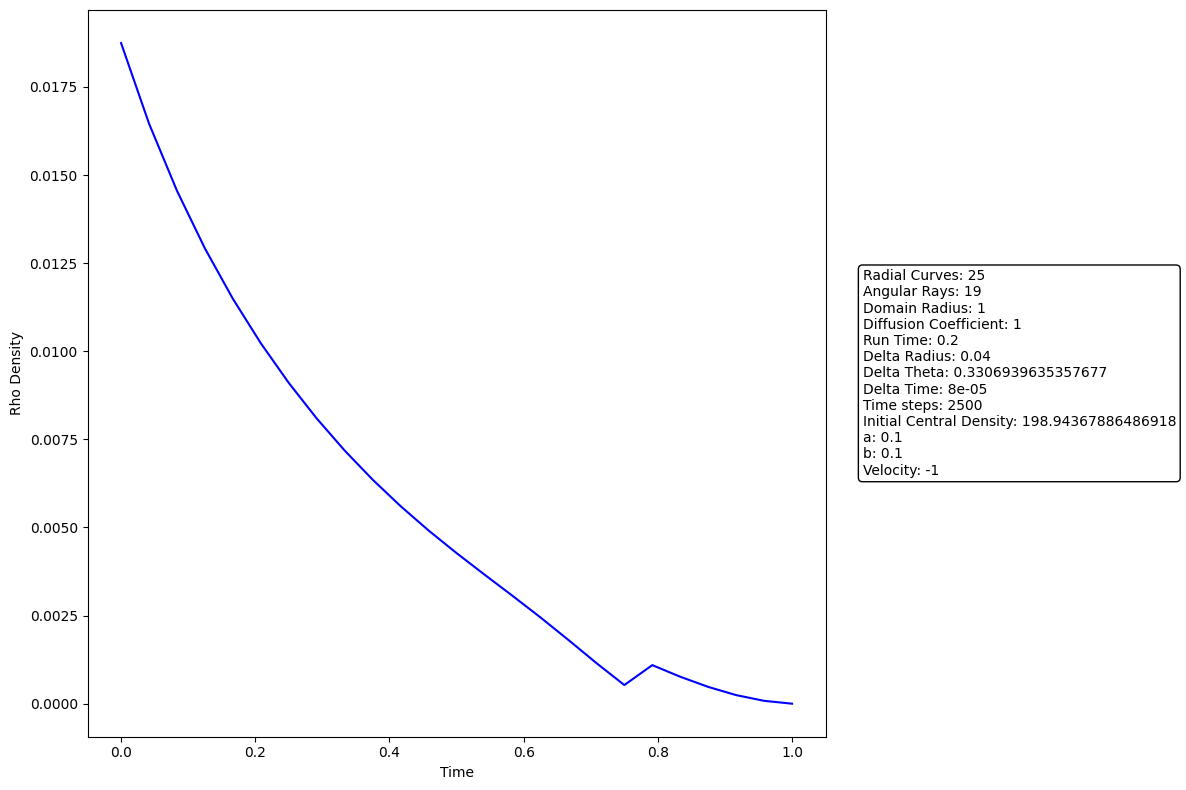 0.0175
0.0150
0.0125
0.0100
0.0075
0.0050
0.0025
0.0000
Rho Density
0.0 0.2 0.4 0.6 0.8 1.0
Time
Radial Curves: 25
Angular Rays: 19
Domain Radius: 1
Diffusion Coefficient: 1
Run Time: 0.2
Delta Radius: 0.04
Delta Theta: 0.3306939635357677
Delta Time: 8e-05
Time steps: 2500
Initial Central Density: 198.94367886486918
a: 0.1
b: 0.1
Velocity: -1